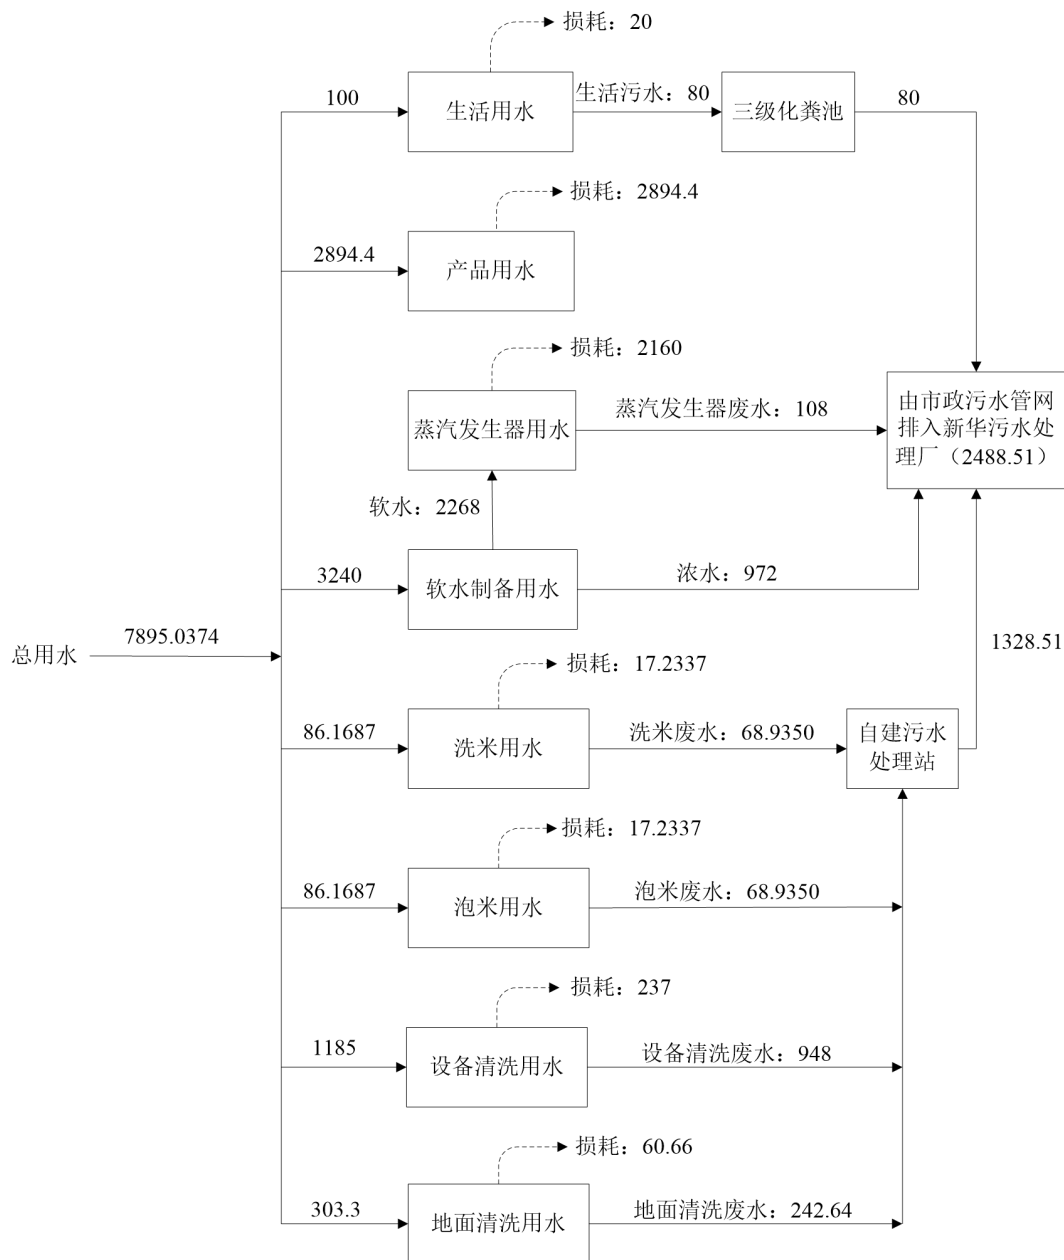 损耗：20
100
生活用水
生活污水：80
三级化粪池
80
损耗：2894.4
2894.4
产品用水
损耗：2160
蒸汽发生器用水
蒸汽发生器废水：108
由市政污水管网
排入新华污水处
理厂（2488.51）
软水：2268
3240
软水制备用水
浓水：972
总用水
7895.0374
1328.51
损耗：17.2337
86.1687
洗米用水
洗米废水：68.9350
自建污水
处理站
损耗：17.2337
86.1687
泡米用水
泡米废水：68.9350
损耗：237
1185
设备清洗用水
设备清洗废水：948
损耗：60.66
303.3
地面清洗用水
地面清洗废水：242.64